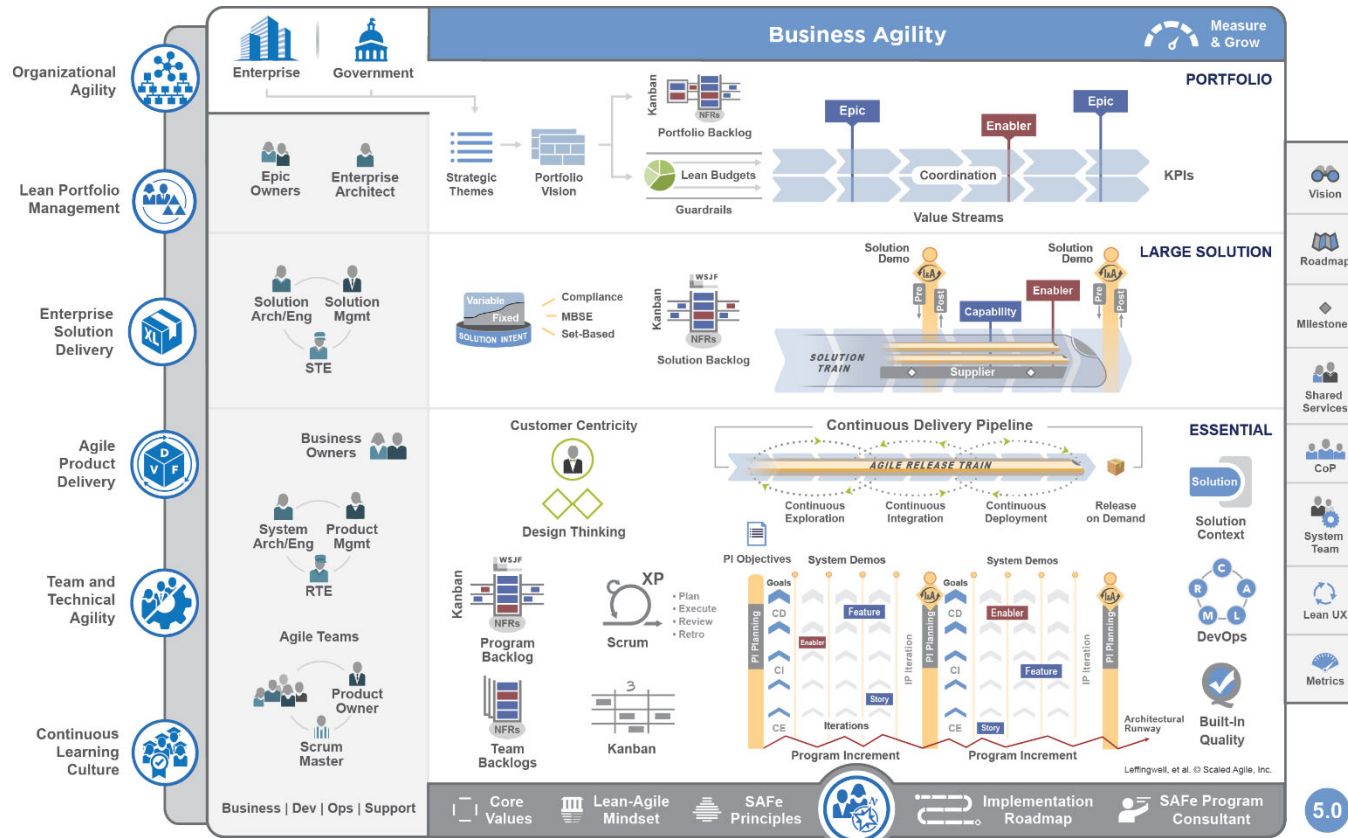 Organizational
Agility
Lean Portfolio
Management
Enterprise
Solution
Delivery
XL
Agile
Product
Delivery
D
V
F
Team and
Technical
Agility
Continuous
Learning
Culture
Enterprise
Government
Business Agility
Measure
& Grow
PORTFOLIO
Epic
Owners
Enterprise
Architect
Strategic
Themes
Portfolio
Vision
Kanban
NFRs
Portfolio Backlog
Lean Budgets
Guardrails
Epic
Enabler
Epic
Coordination
KPIs
Value Streams
LARGE SOLUTION
Solution
Arch/Eng
Solution
Mgmt
STE
Variable
Fixed
SOLUTION INTENT
Compliance
MBSE
Set-Based
WSJF
Kanban
NFRs
Solution Backlog
Solution
Demo
I&A
Pre
Post
Solution
Demo
I&A
Pre
Post
Capability
Enabler
SOLUTION
TRAIN
Supplier
ESSENTIAL
Business
Owners
System
Arch/Eng
Product
Mgmt
RTE
Agile Teams
Product
Owner
Scrum
Master
Business | Dev | Ops | Support
Customer Centricity
Design Thinking
Continuous Delivery Pipeline
AGILE RELEASE TRAIN
Continuous
Exploration
Continuous
Integration
Continuous
Deployment
Release
on Demand
WSJF
Kanban
NFRs
Program
Backlog
XP
Scrum
• Plan
• Execute
• Review
• Retro
NFRs
Team
Backlogs
3
Kanban
PI Objectives
System Demos
System Demos
PI Planning
Goals
CD
CI
CE
Enabler
Feature
Story
Iterations
IP Iteration
I&A
PI Planning
Goals
CD
CI
CE
Enabler
Feature
Story
IP Iteration
I&A
PI Planning
Program Increment
Program Increment
Architectural
Runway
Solution
Solution
Context
C
A
L
M
R
DevOps
Built-In
Quality
Leffingwell, et al. © Scaled Agile, Inc.
Vision
Roadmap
Milestones
Shared
Services
CoP
System
Team
Lean UX
Metrics
Core
Values
Lean-Agile
Mindset
SAFe
Principles
N
Implementation
Roadmap
SAFe Program
Consultant
5.0